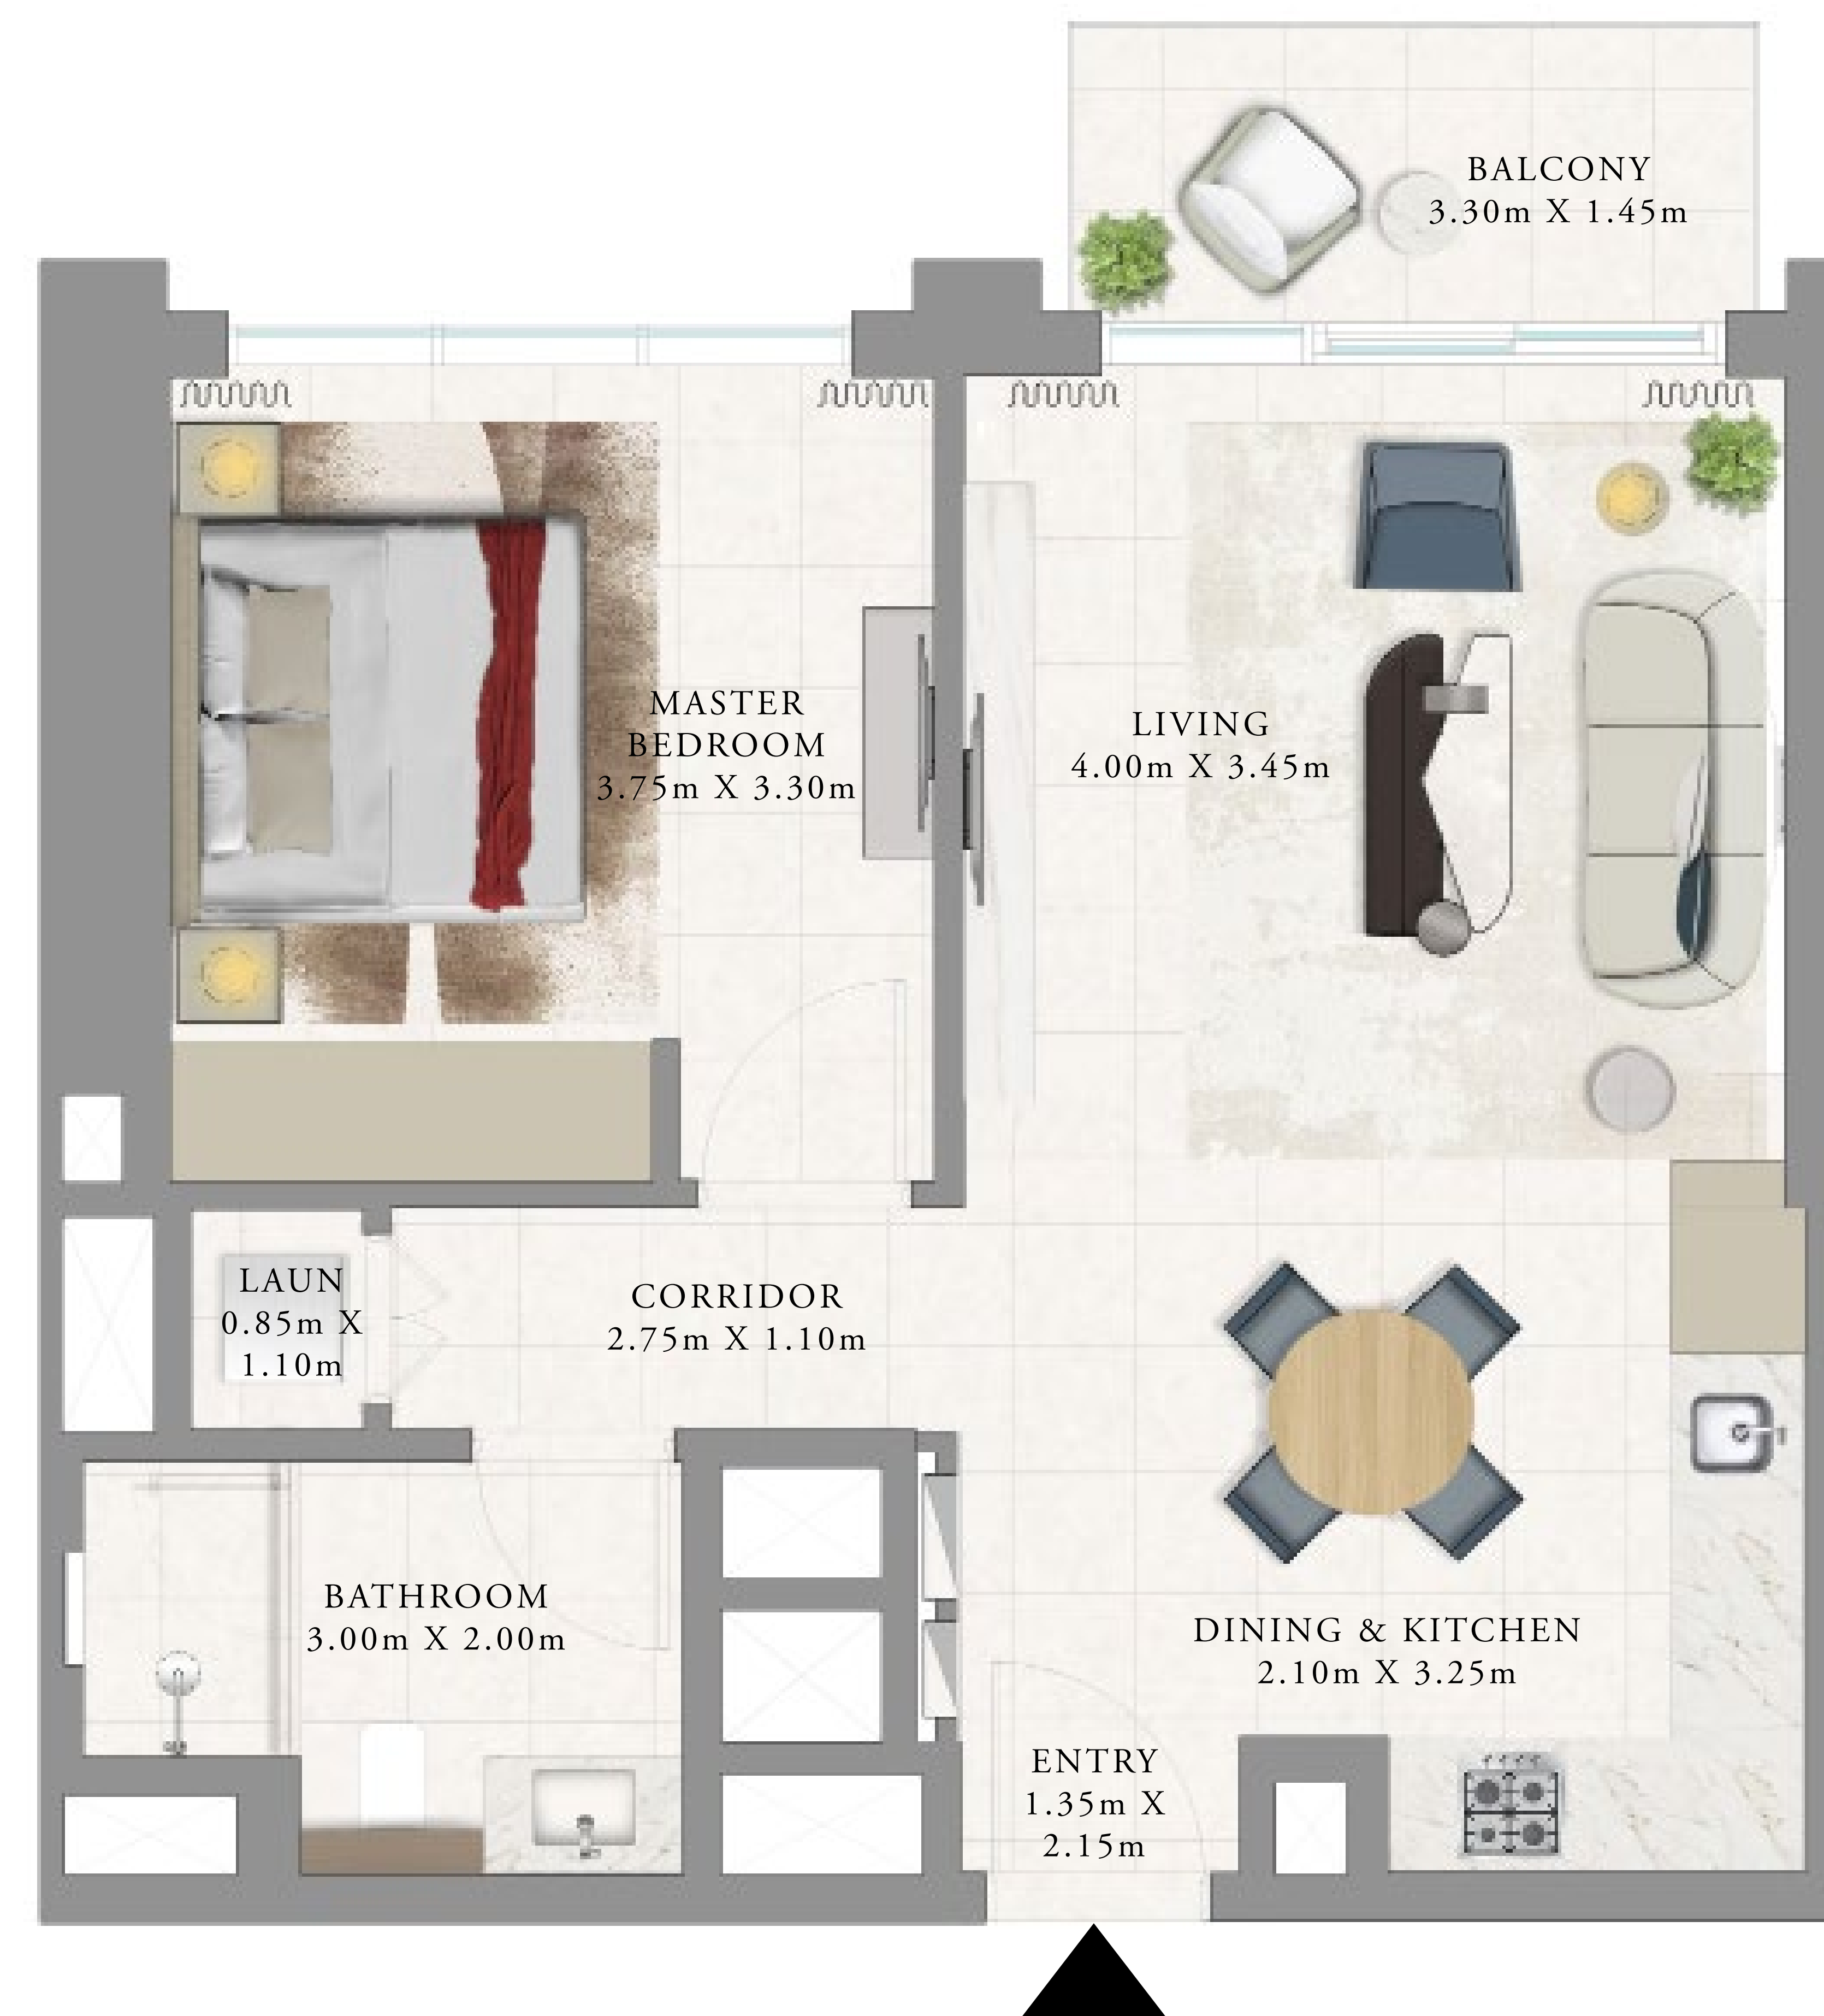 BALCONY
3.30m X 1.45m
MASTER
BEDROOM
3.75m X 3.30m
LIVING
4.00m X 3.45m
LAUN
0.85m X
1.10m
CORRIDOR
2.75m X 1.10m
BATHROOM
3.00m X 2.00m
DINING & KITCHEN
2.10m X 3.25m
ENTRY
1.35m X
2.15m